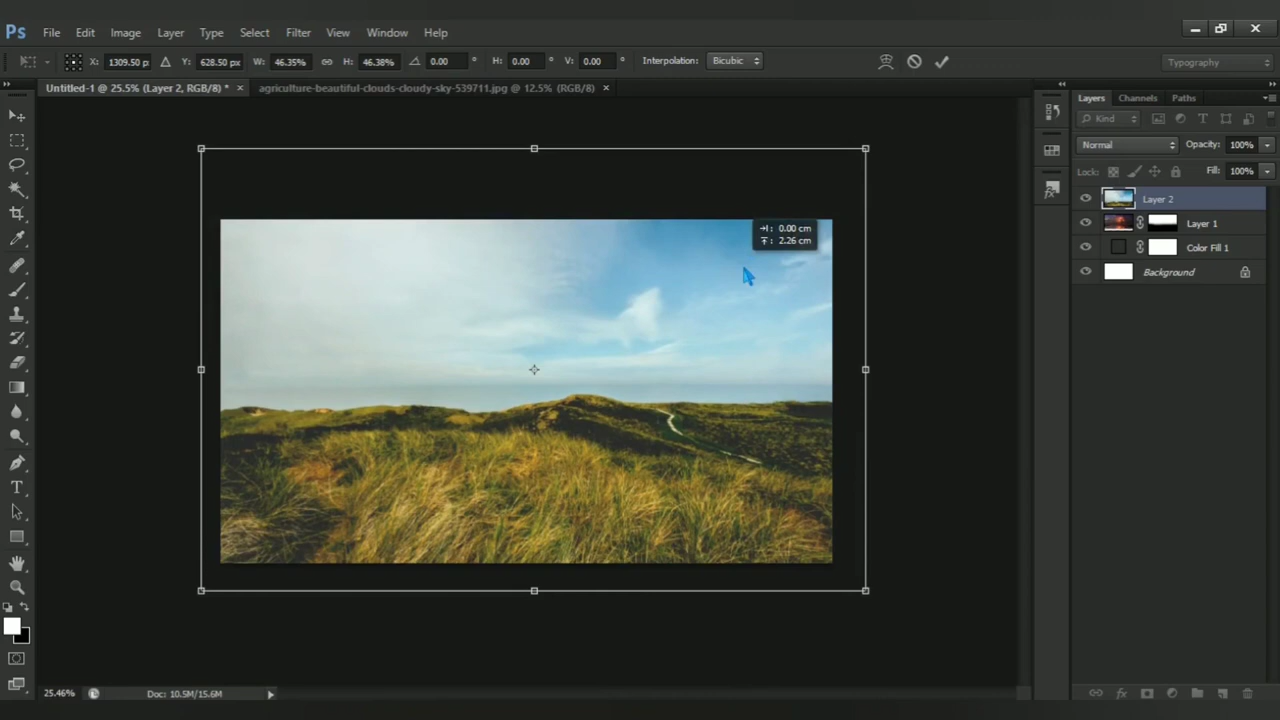 Ps File Edit Image Layer Type Select Filter View Window Help
X: 1309.50 p Y: 628.50 px W: 46.35% H: 46.38% 0.00 ° H: 0.00 ° V: 0.00 ° Interpolation: Bicubic Typography
Untitled-1 @ 25.5% (Layer 2, RGB/8) * × agriculture-beautiful-clouds-cloudy-sky-539711.jpg @ 12.5% (RGB/8) ×
Layers Channels Paths
Kind
Normal Opacity: 100%
Lock: Fill: 100%
Layer 2
Layer 1
Color Fill 1
Background
0.00 cm
2.26 cm
25.46% Doc: 10.5M/15.6M